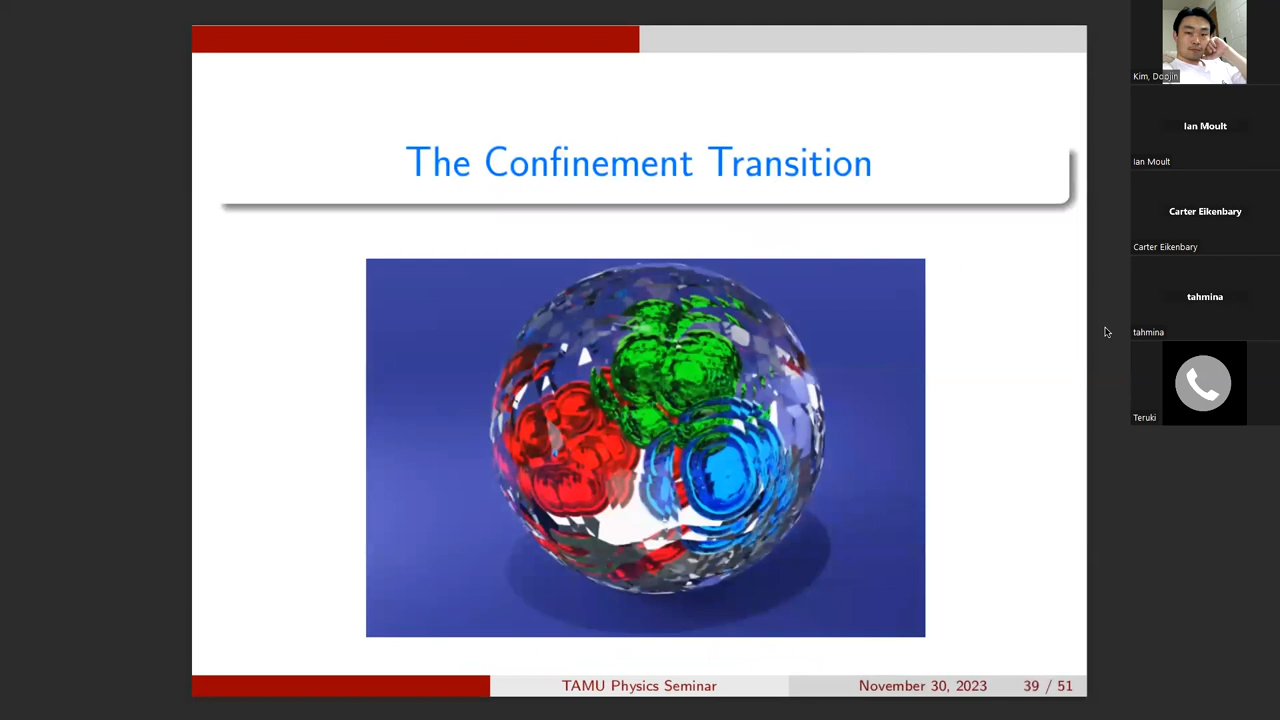 The Confinement Transition
TAMU Physics Seminar
November 30, 2023
39 / 51
Kim, Doojin
Ian Moult
Ian Moult
Carter Eikenbary
Carter Eikenbary
tahmina
tahmina
Teruki